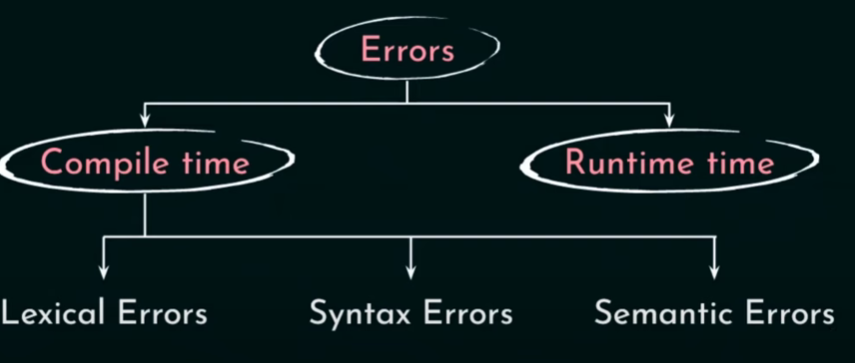 Errors
Compile time
Runtime time
Lexical Errors
Syntax Errors
Semantic Errors